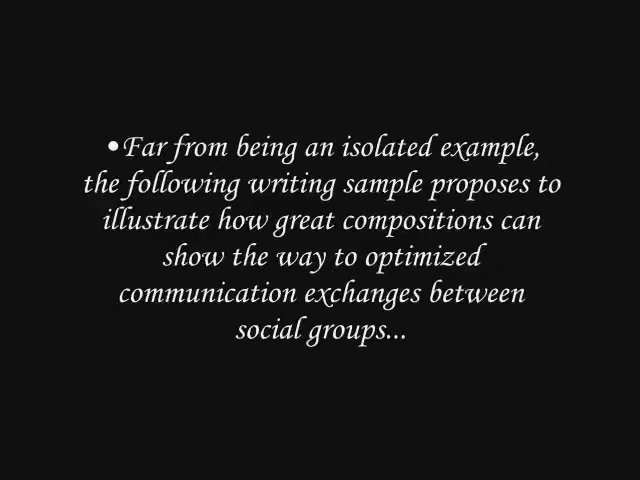 •Far from being an isolated example,
the following writing sample proposes to
illustrate how great compositions can
show the way to optimized
communication exchanges between
social groups...